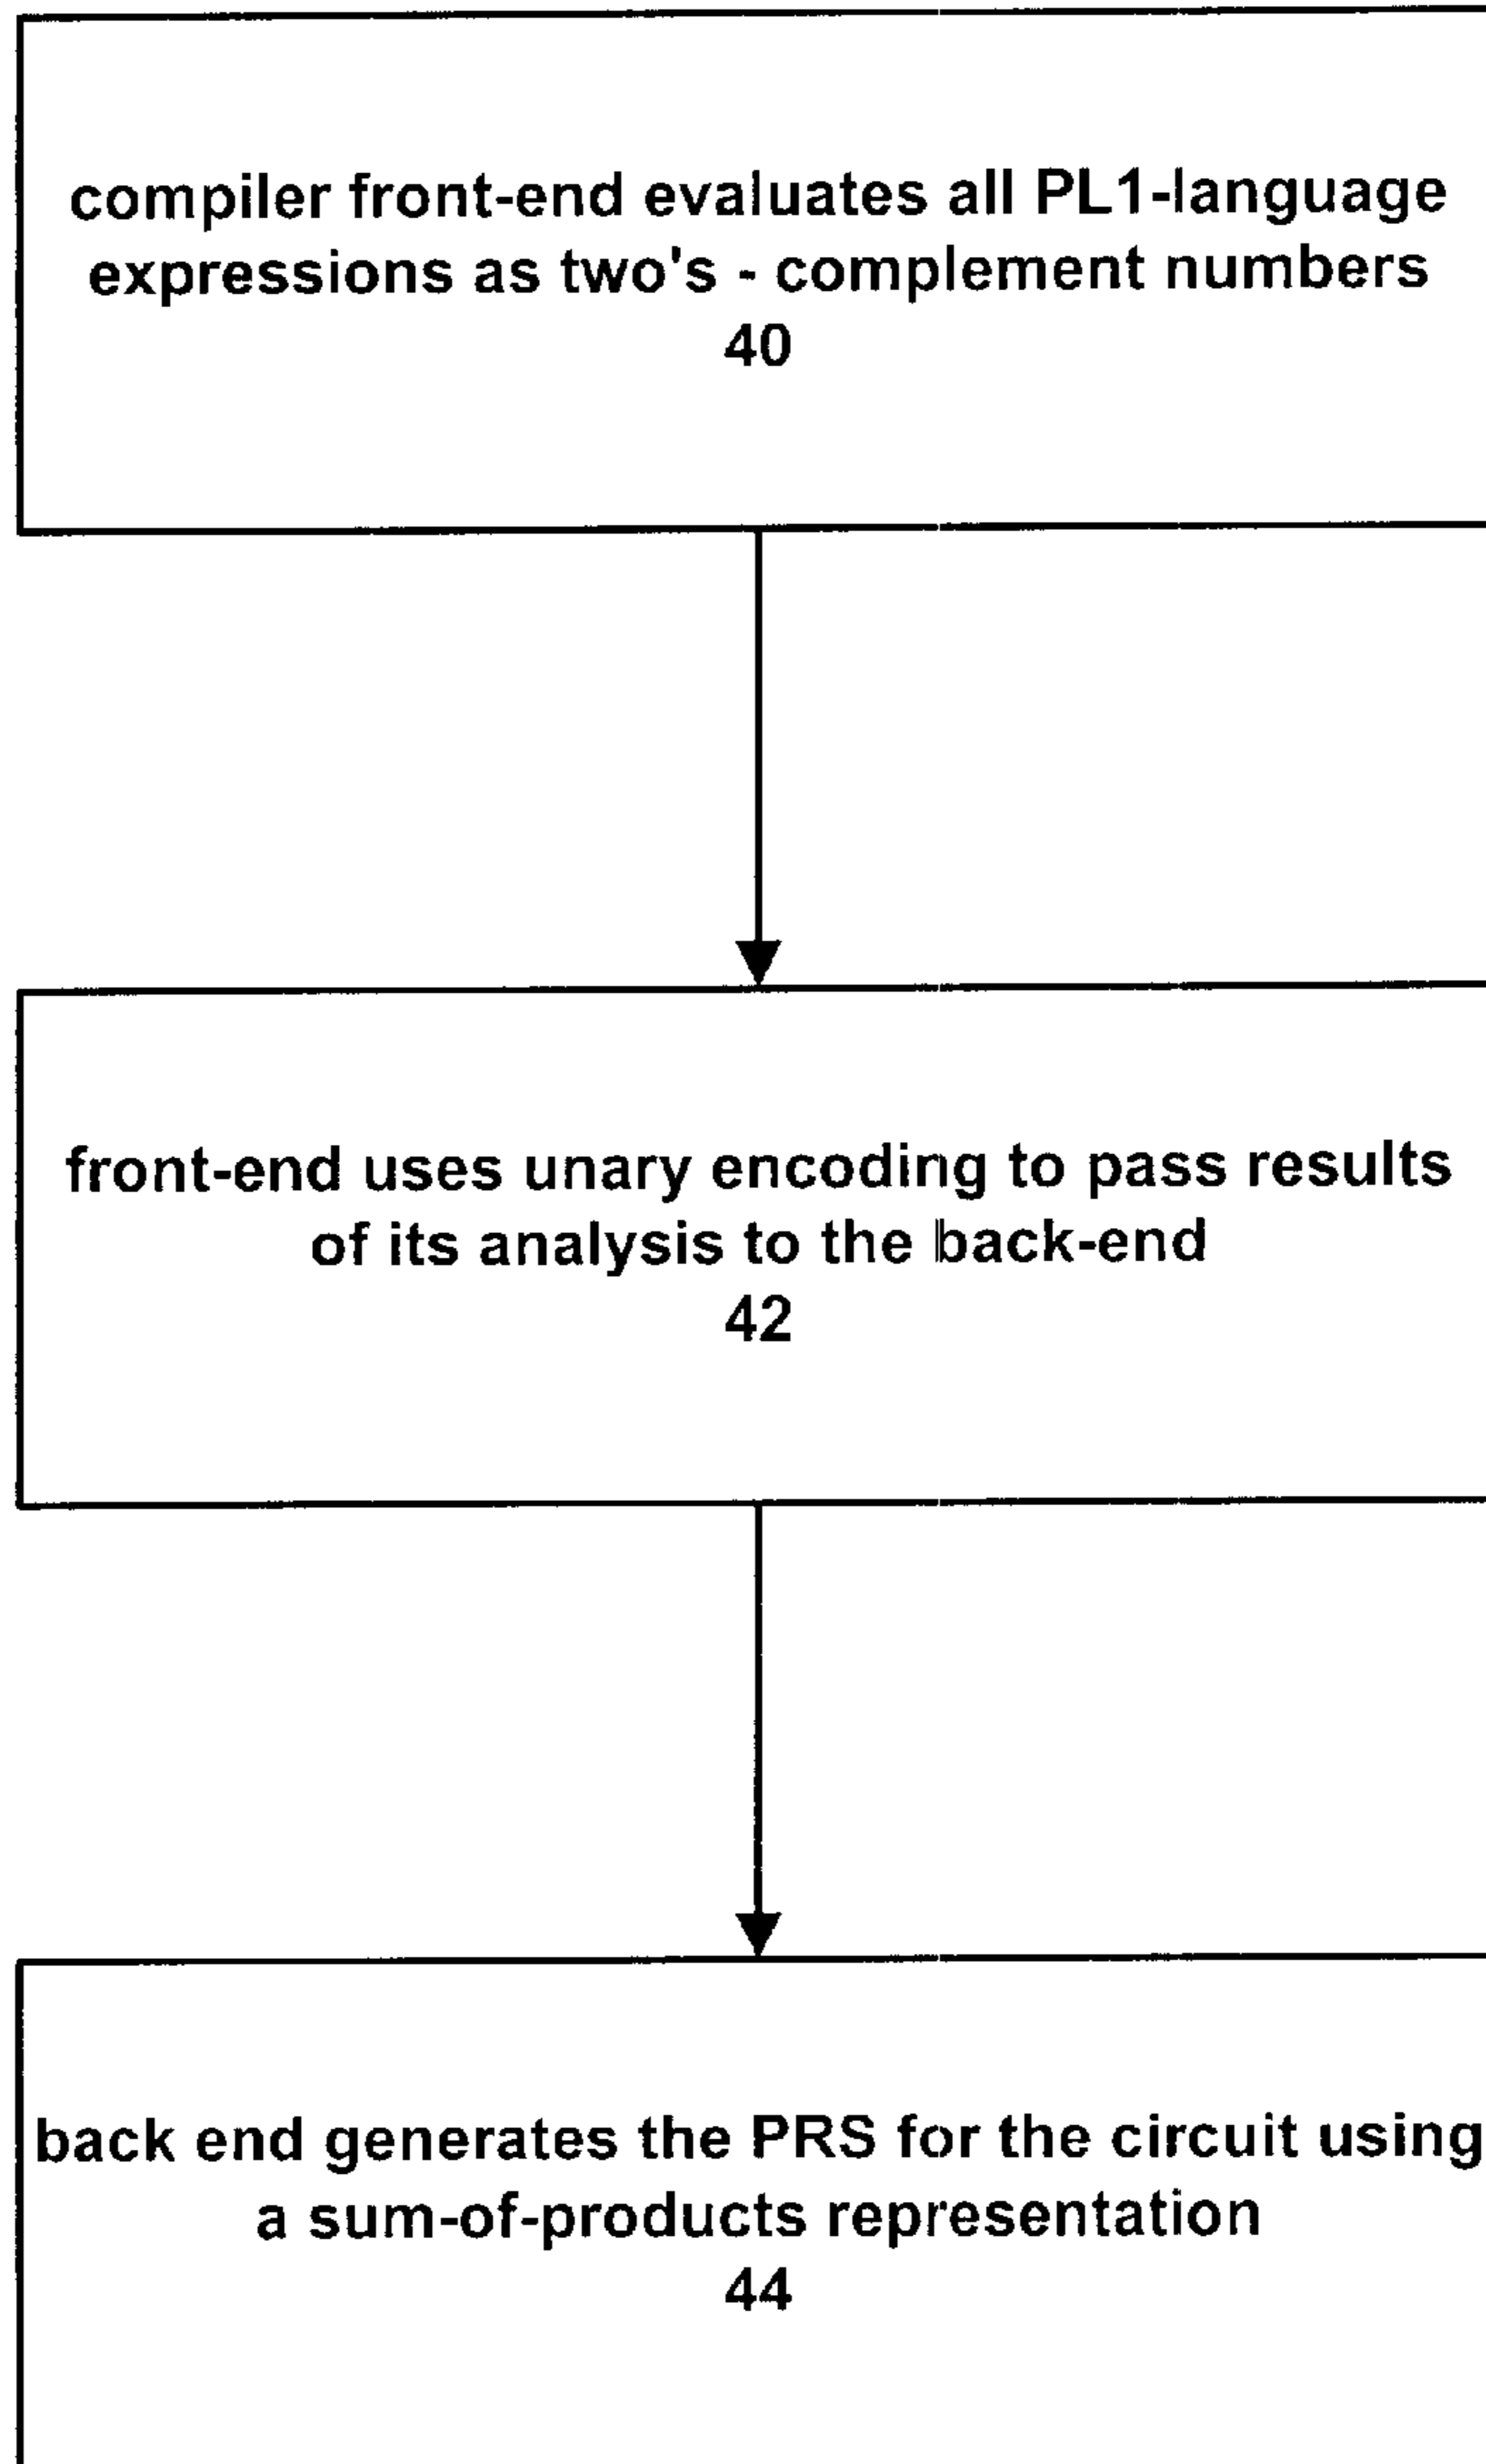 compiler front-end evaluates all PL1-language
expressions as two's - complement numbers
40
front-end uses unary encoding to pass results
of its analysis to the back-end
42
back end generates the PRS for the circuit using
a sum-of-products representation
44